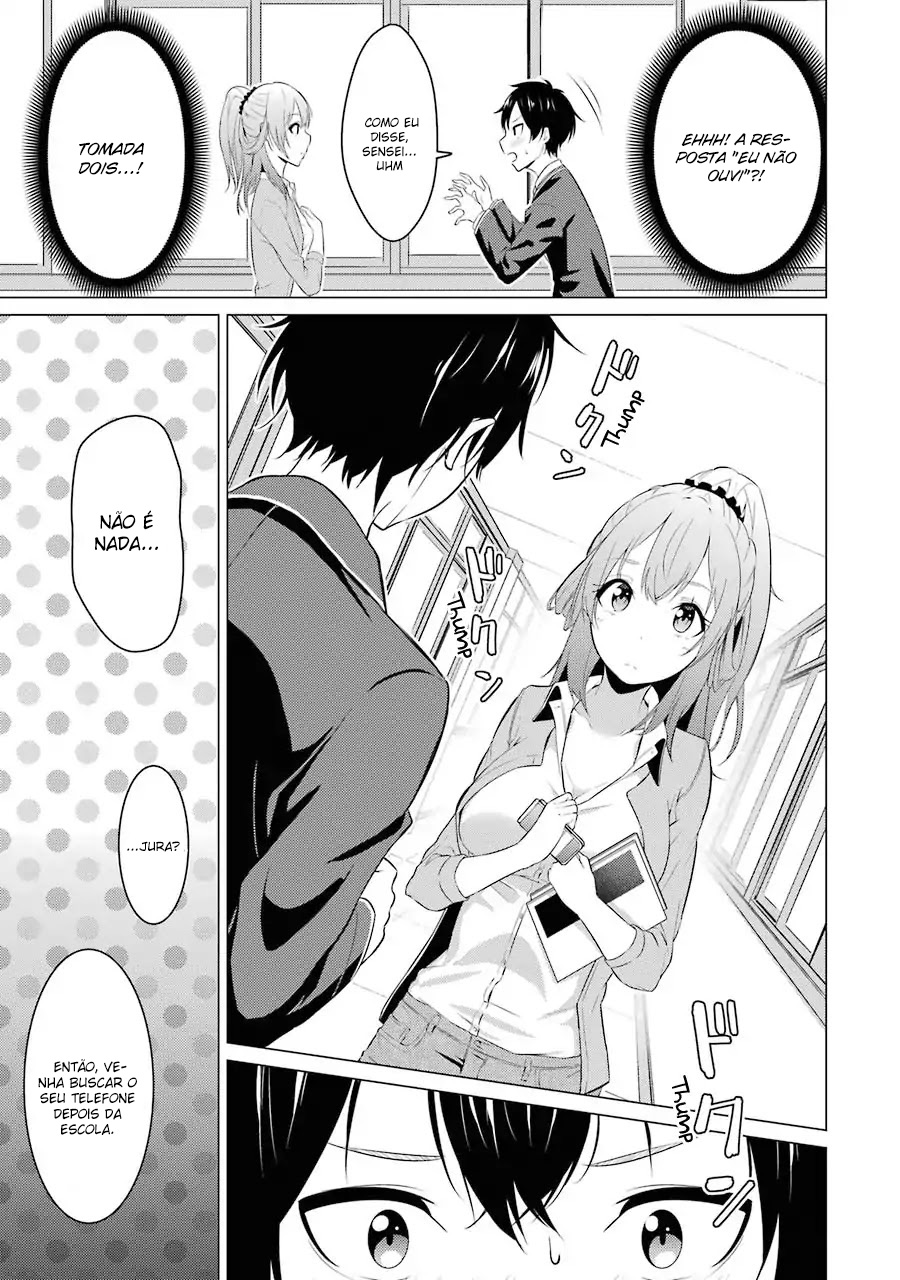 EHHH! A RES-
POSTA "EU NÃO
OUVI"?!
COMO EU
DISSE,
SENSEI...
UHM
TOMADA
DOIS...!
ドクン
THUMP
ドクン
THUMP
NÃO É
NADA...
...JURA?
ENTÃO, VE-
NHA BUSCAR O
SEU TELEFONE
DEPOIS DA
ESCOLA.
ドクン
THUMP